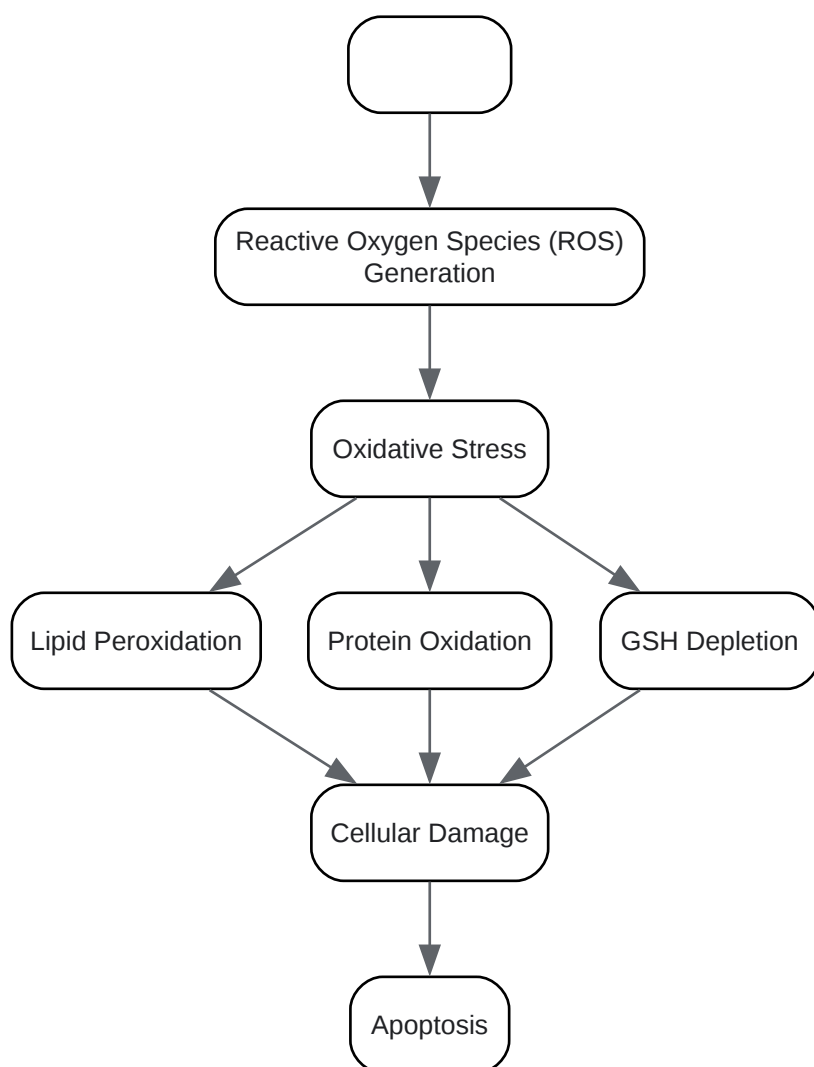 Reactive Oxygen Species (ROS)
Generation
Oxidative Stress
Lipid Peroxidation
Protein Oxidation
GSH Depletion
Cellular Damage
Apoptosis